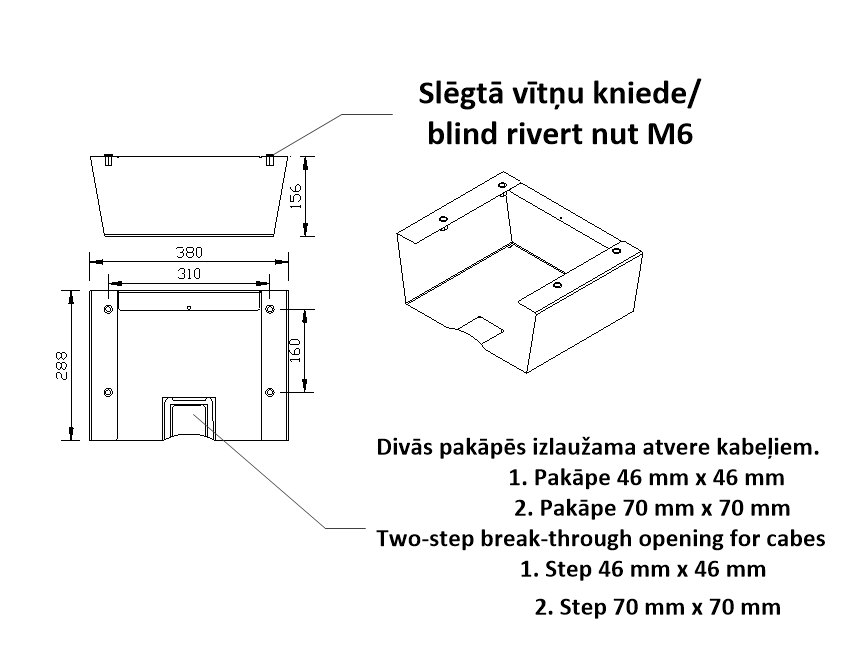 Slēgtā vītņu kniede/
blind rivert nut M6
156
380
310
288
160
Divās pakāpēs izlaužama atvere kabeļiem.
1. Pakāpe 46 mm x 46 mm
2. Pakāpe 70 mm x 70 mm
Two-step break-through opening for cabes
1. Step 46 mm x 46 mm
2. Step 70 mm x 70 mm